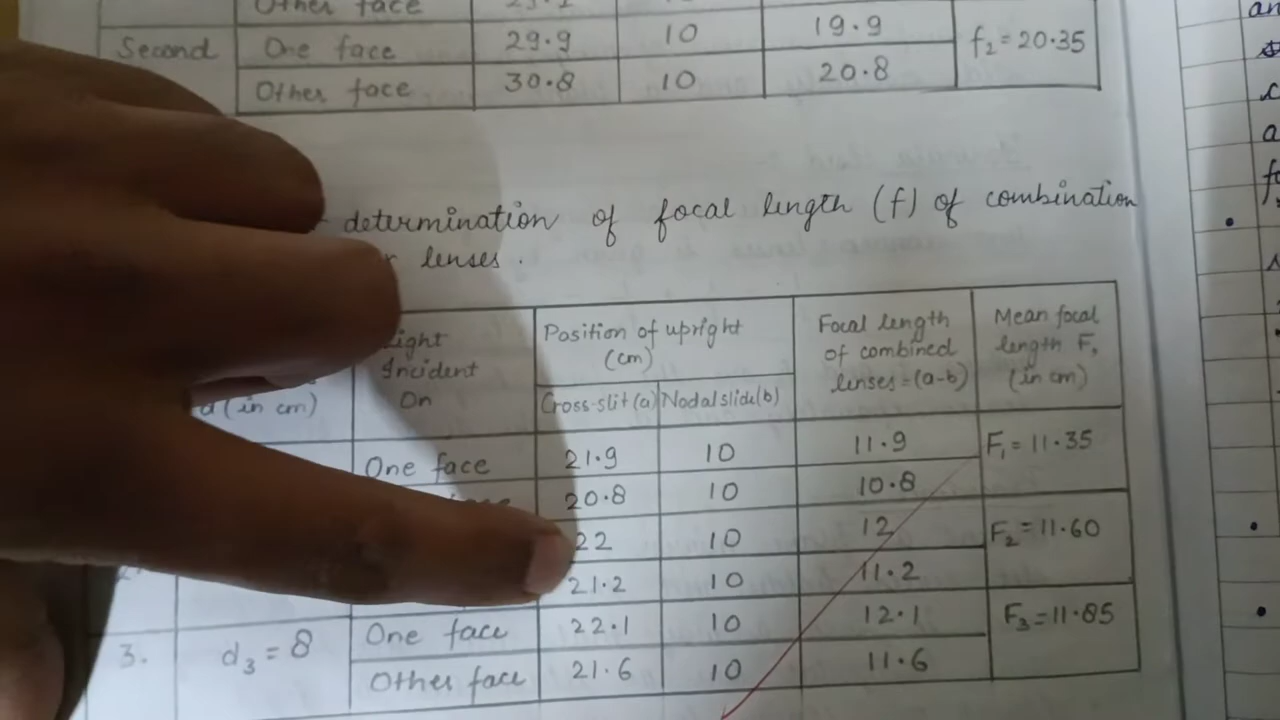 Other face
Second One face 29.9 10 19.9 f₂ = 20.35
Other face 30.8 10 20.8
determination of focal length (f) of combination
lenses.
Incident
On
Position of upright
(cm)
Cross-slit (a) Nodal slide (b)
Focal length
of combined
lenses = (a-b)
Mean focal
length F,
(in cm)
(in cm)
One face 21.9 10 11.9 F₁ = 11.35
20.8 10 10.8
22 10 12 F₂ = 11.60
21.2 10 11.2
3. d₃ = 8 One face 22.1 10 12.1 F₃ = 11.85
Other face 21.6 10 11.6